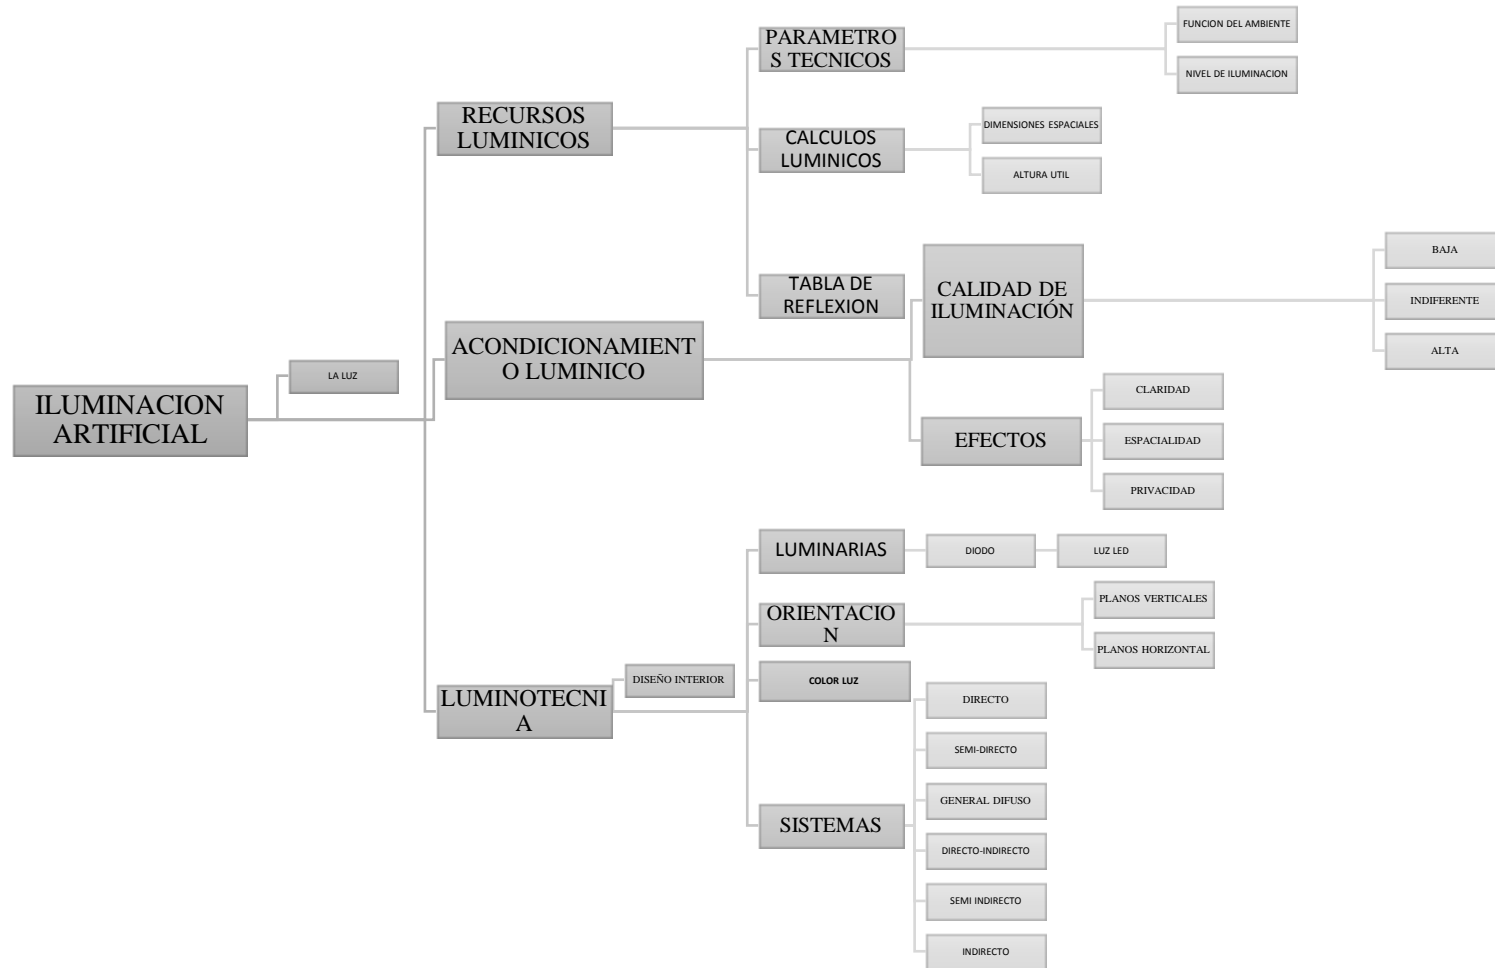 ILUMINACION
ARTIFICIAL
LA LUZ
RECURSOS
LUMINICOS
PARAMETRO
S TECNICOS
FUNCION DEL AMBIENTE
NIVEL DE ILUMINACION
CALCULOS
LUMINICOS
DIMENSIONES ESPACIALES
ALTURA UTIL
TABLA DE
REFLEXION
ACONDICIONAMIENT
O LUMINICO
CALIDAD DE
ILUMINACIÓN
BAJA
INDIFERENTE
ALTA
EFECTOS
CLARIDAD
ESPACIALIDAD
PRIVACIDAD
LUMINOTECNI
A
DISEÑO INTERIOR
LUMINARIAS
DIODO
LUZ LED
ORIENTACIO
N
PLANOS VERTICALES
PLANOS HORIZONTAL
COLOR LUZ
SISTEMAS
DIRECTO
SEMI-DIRECTO
GENERAL DIFUSO
DIRECTO-INDIRECTO
SEMI INDIRECTO
INDIRECTO